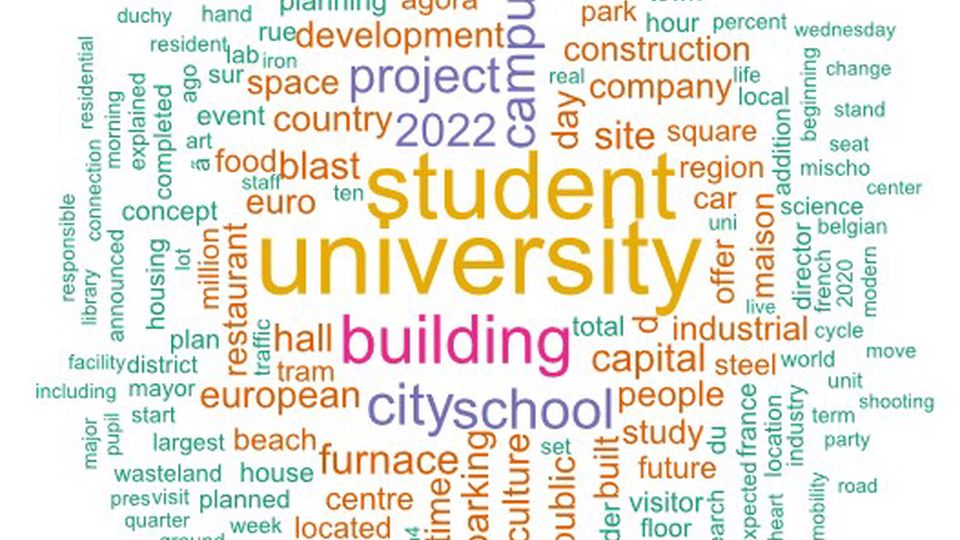 planning
agora
duchy
hand
park
hour
percent
wednesday
rue
development
campu
resident
lab
iron
construction
residential
ago
sur
space
project
real
company
life
local
beginning
change
morning
explained
completed
event
country
2022
day
site
square
addition
stand
art
ã
food
blast
student
region
seat
mischo
connection
staff
ten
euro
car
center
responsible
concept
uni
science
belgian
announced
housing
lot
million
restaurant
university
offer
maison
director
french
2020
modern
library
live
plan
traffic
hall
building
total
d
industrial
cycle
facility
district
tram
capital
steel
world
move
including
mayor
european
city
school
people
unit
shooting
major
pupil
start
term
largest
beach
furnace
parking
culture
set
public
built
study
du
france
location
industry
party
wasteland
house
future
expected
pres
visit
planned
centre
time
visitor
road
mobility
heart
quarter
week
located
floor
ground